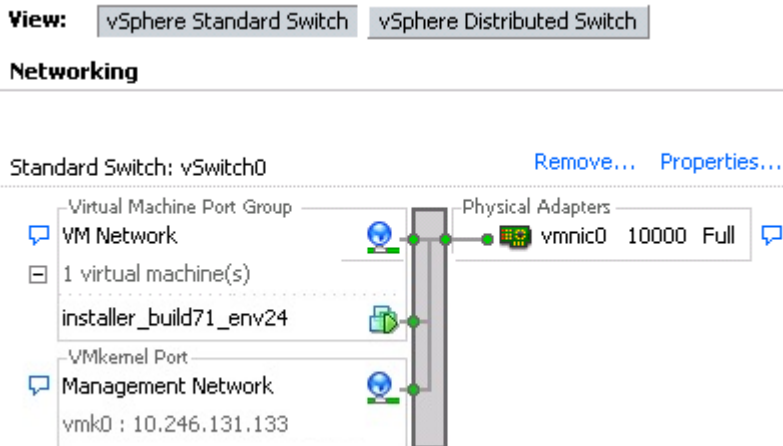 View: vSphere Standard Switch vSphere Distributed Switch
Networking
Standard Switch: vSwitch0 Remove... Properties...
Virtual Machine Port Group Physical Adapters
VM Network vmnic0 10000 Full
1 virtual machine(s)
installer_build71_env24
VMkernel Port
Management Network
vmk0 : 10.246.131.133